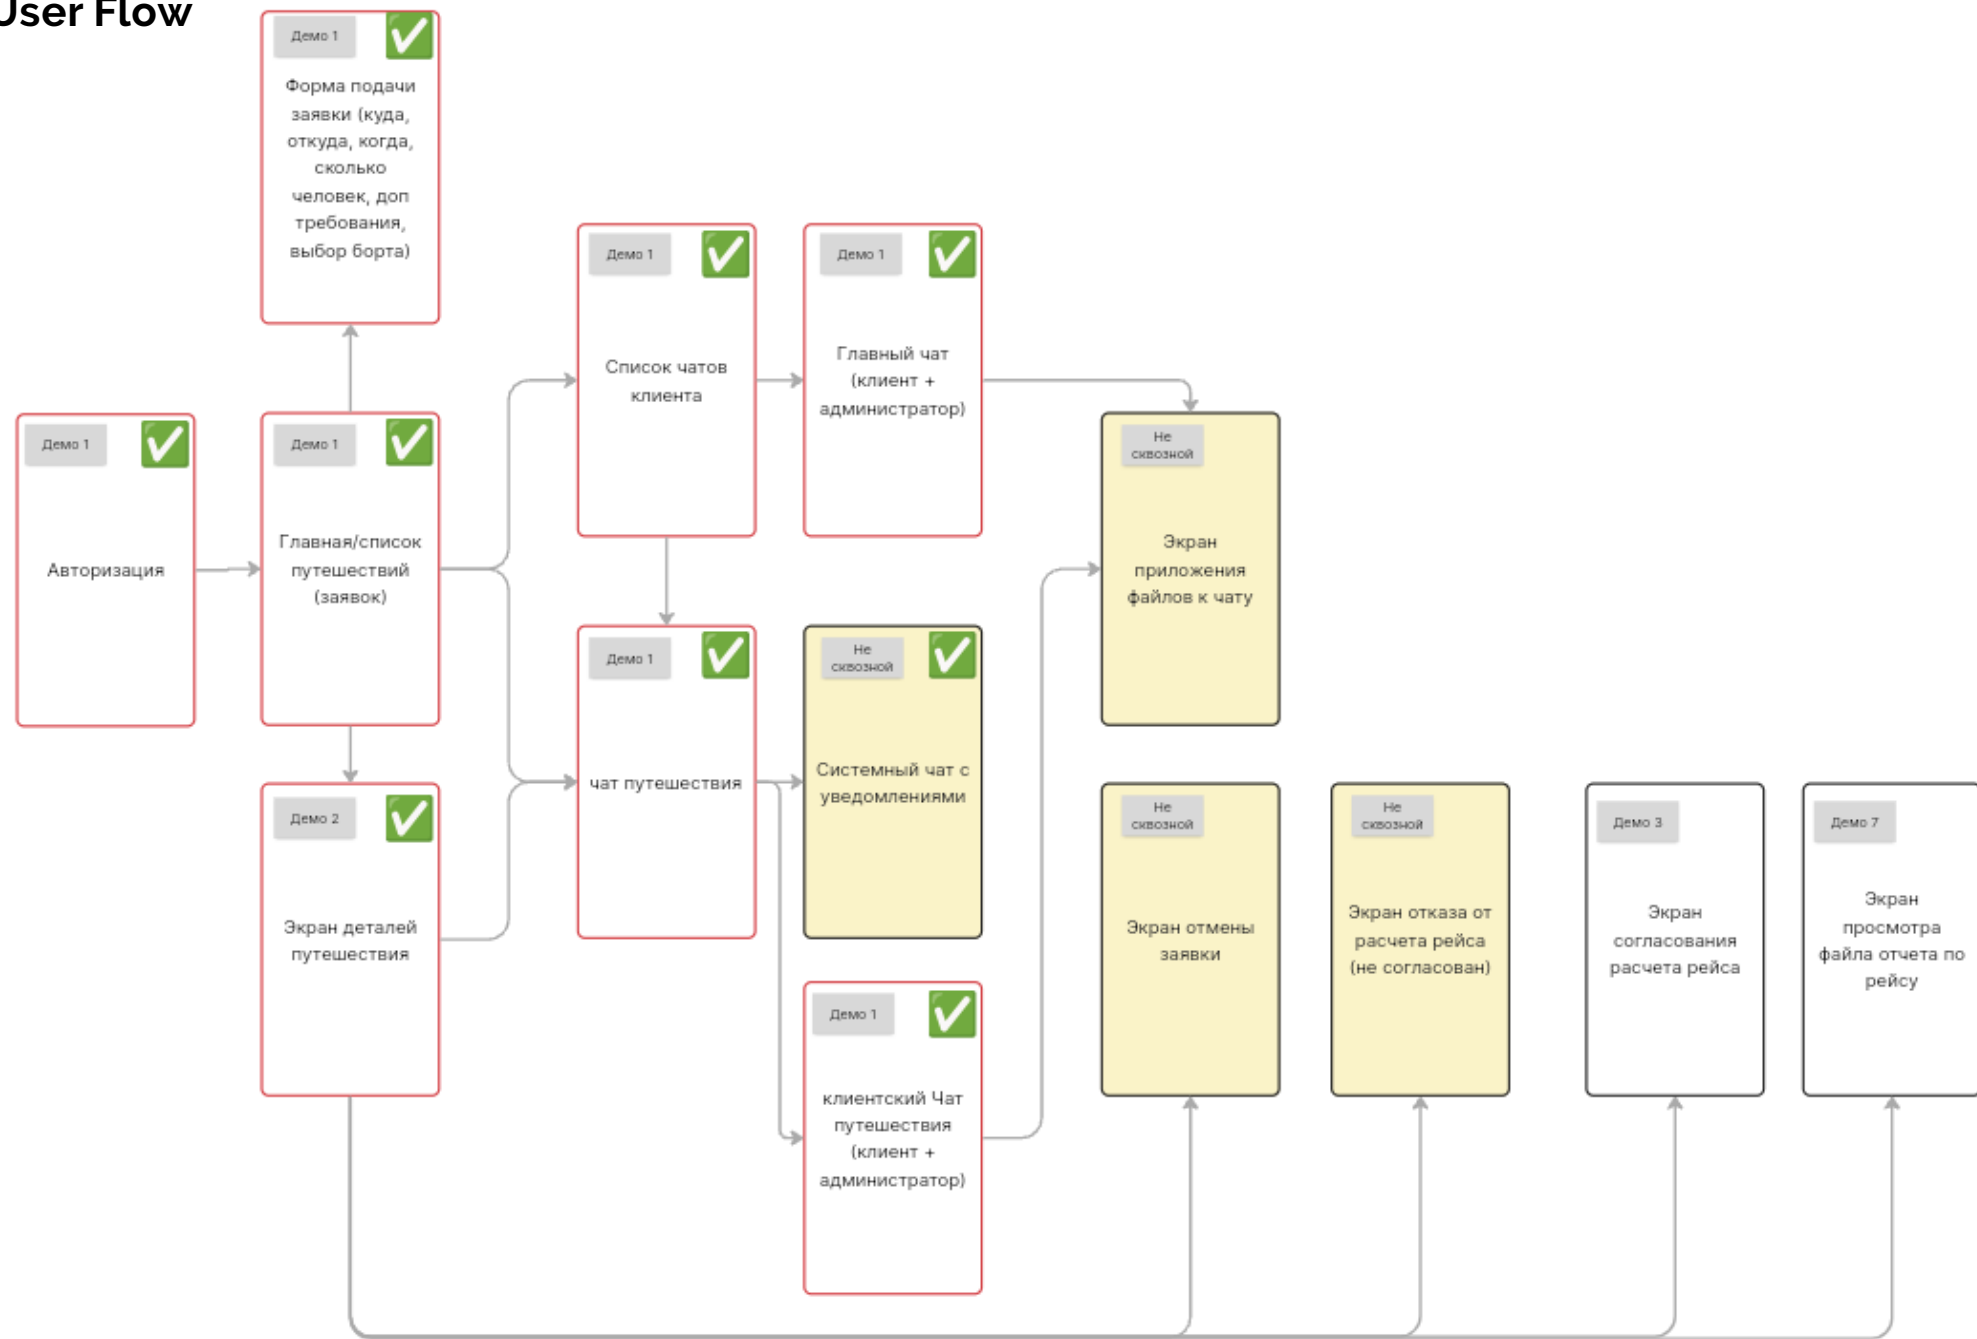 User Flow
Демо 1
Форма подачи
заявки (куда,
откуда, когда,
сколько
человек, доп
требования,
выбор борта)
Демо 1
Авторизация
Демо 1
Главная/список
путешествий
(заявок)
Демо 2
Экран деталей
путешествия
Демо 1
Список чатов
клиента
Демо 1
Главный чат
(клиент +
администратор)
Демо 1
чат путешествия
Не
сквозной
Системный чат с
уведомлениями
Демо 1
клиентский Чат
путешествия
(клиент +
администратор)
Не
сквозной
Экран
приложения
файлов к чату
Не
сквозной
Экран отмены
заявки
Не
сквозной
Экран отказа от
расчета рейса
(не согласован)
Демо 3
Экран
согласования
расчета рейса
Демо 7
Экран
просмотра
файла отчета по
рейсу